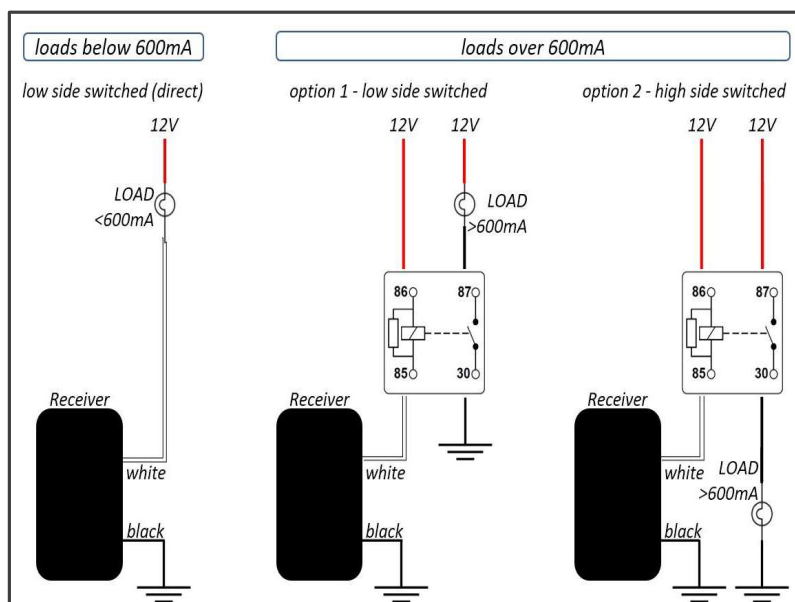 loads below 600mA
loads over 600mA
low side switched (direct)
option 1 - low side switched
option 2 - high side switched
12V
12V
12V
12V
12V
LOAD
<600mA
LOAD
>600mA
86
87
85
30
86
87
85
30
Receiver
white
black
Receiver
white
black
Receiver
white
LOAD
>600mA
black